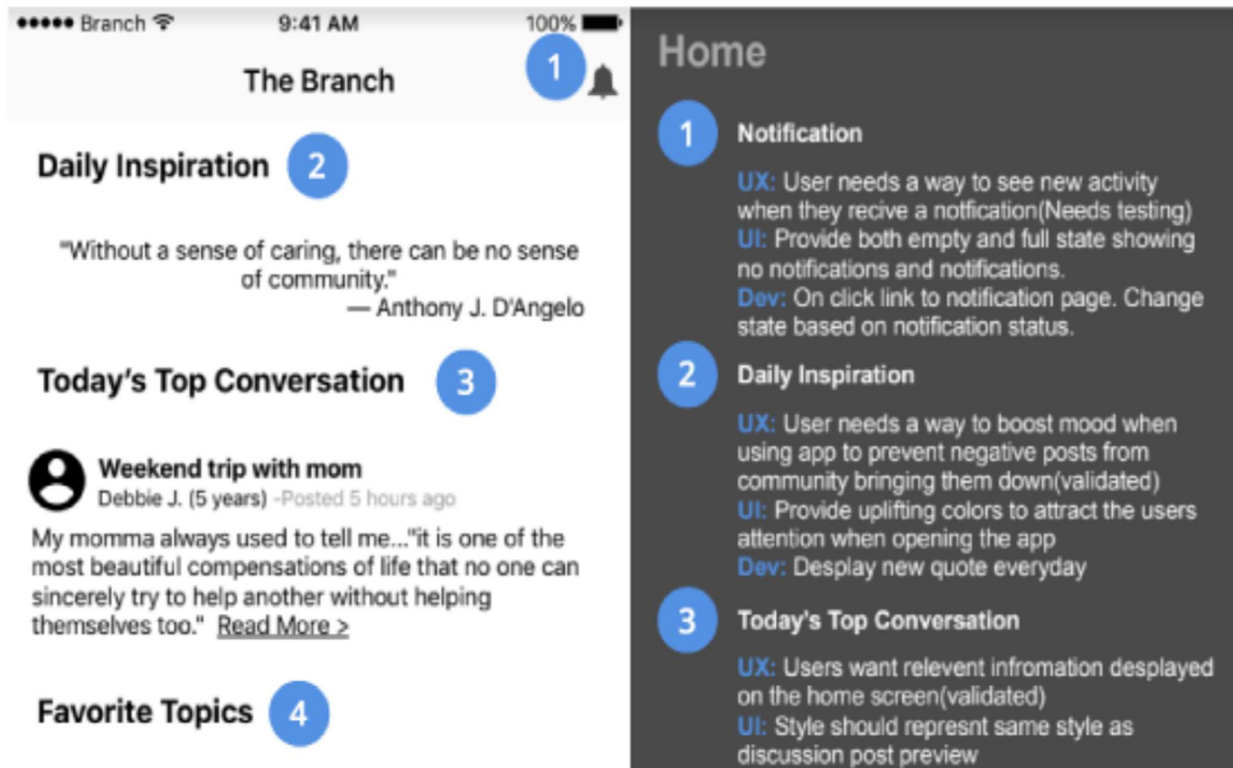 Branch 9:41 AM 100%
The Branch
1
Daily Inspiration 2
"Without a sense of caring, there can be no sense
of community."
— Anthony J. D'Angelo
Today's Top Conversation 3
Weekend trip with mom
Debbie J. (5 years) -Posted 5 hours ago
My momma always used to tell me..."it is one of the
most beautiful compensations of life that no one can
sincerely try to help another without helping
themselves too." Read More >
Favorite Topics 4
Home
1 Notification
UX: User needs a way to see new activity
when they recive a notfication(Needs testing)
UI: Provide both empty and full state showing
no notifications and notifications.
Dev: On click link to notification page. Change
state based on notification status.
2 Daily Inspiration
UX: User needs a way to boost mood when
using app to prevent negative posts from
community bringing them down(validated)
UI: Provide uplifting colors to attract the users
attention when opening the app
Dev: Desplay new quote everyday
3 Today's Top Conversation
UX: Users want relevent infromation desplayed
on the home screen(validated)
UI: Style should represnt same style as
discussion post preview